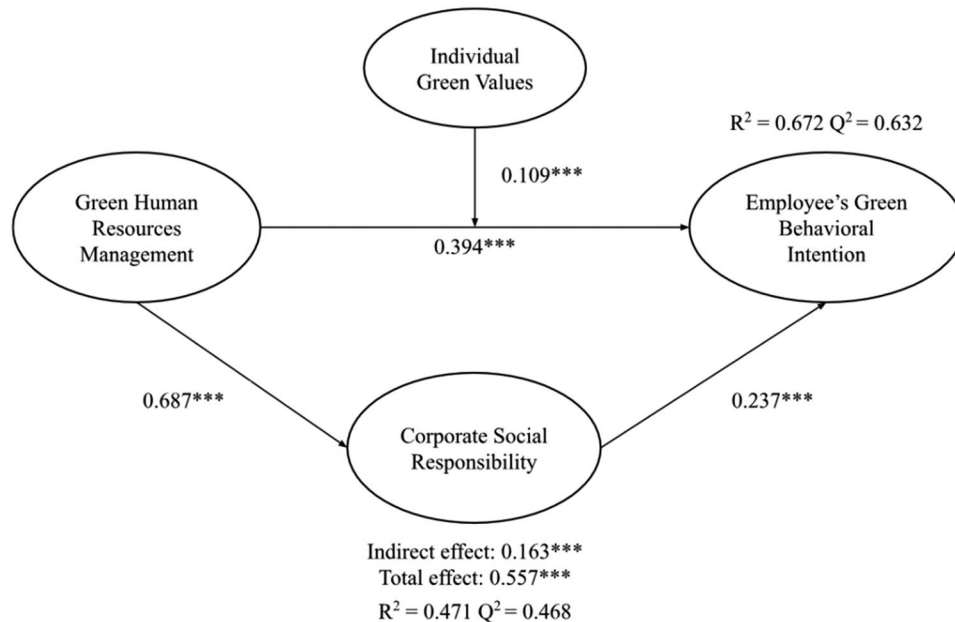 Individual
Green Values
R² = 0.672 Q² = 0.632
0.109***
Green Human
Resources
Management
Employee’s Green
Behavioral
Intention
0.394***
0.687***
0.237***
Corporate Social
Responsibility
Indirect effect: 0.163***
Total effect: 0.557***
R² = 0.471 Q² = 0.468